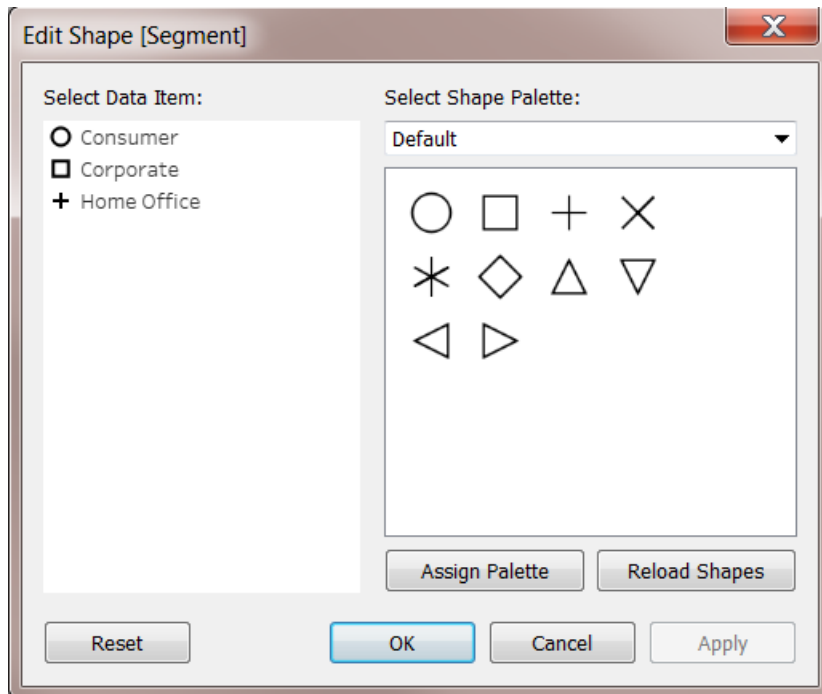 Edit Shape [Segment]
Select Data Item:
Consumer
Corporate
Home Office
Select Shape Palette:
Default
Assign Palette
Reload Shapes
Reset
OK
Cancel
Apply